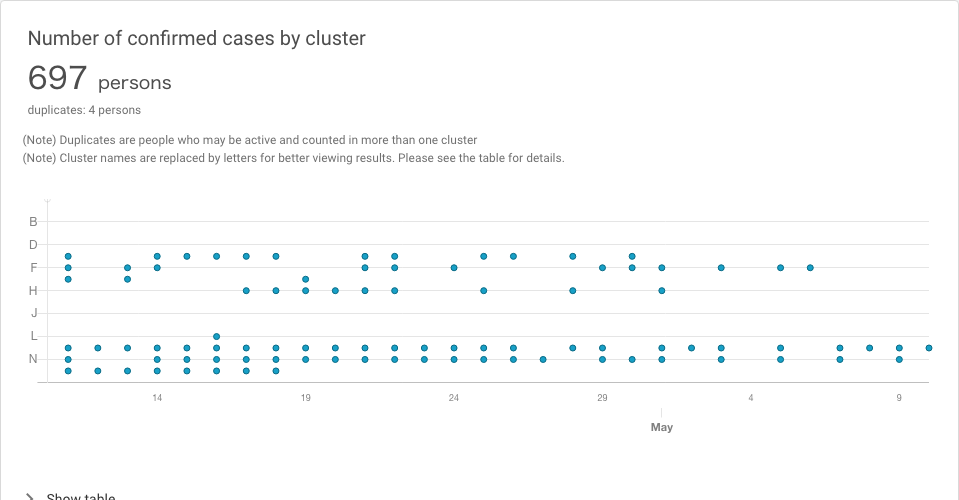 Number of confirmed cases by cluster
697 persons
duplicates: 4 persons
(Note) Duplicates are people who may be active and counted in more than one cluster
(Note) Cluster names are replaced by letters for better viewing results. Please see the table for details.
B
D
F
H
J
L
N
14 19 24 29 4 9
May
Show table